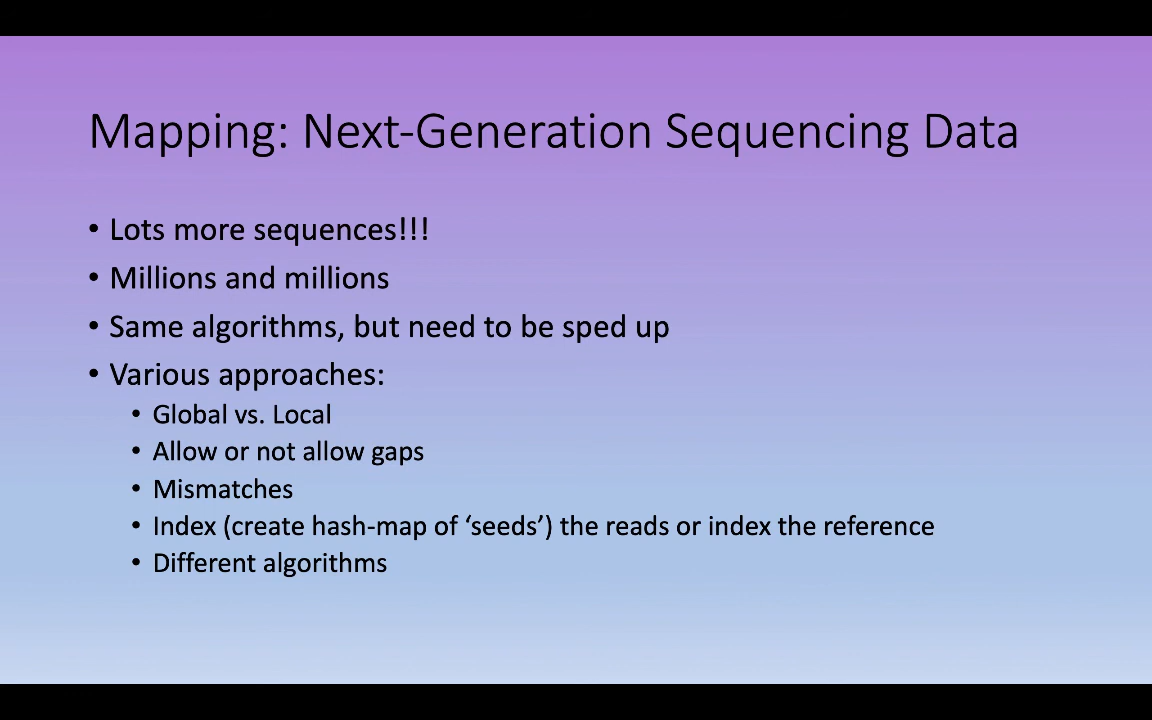 Mapping: Next-Generation Sequencing Data
• Lots more sequences!!!
• Millions and millions
• Same algorithms, but need to be sped up
• Various approaches:
• Global vs. Local
• Allow or not allow gaps
• Mismatches
• Index (create hash-map of ‘seeds’) the reads or index the reference
• Different algorithms